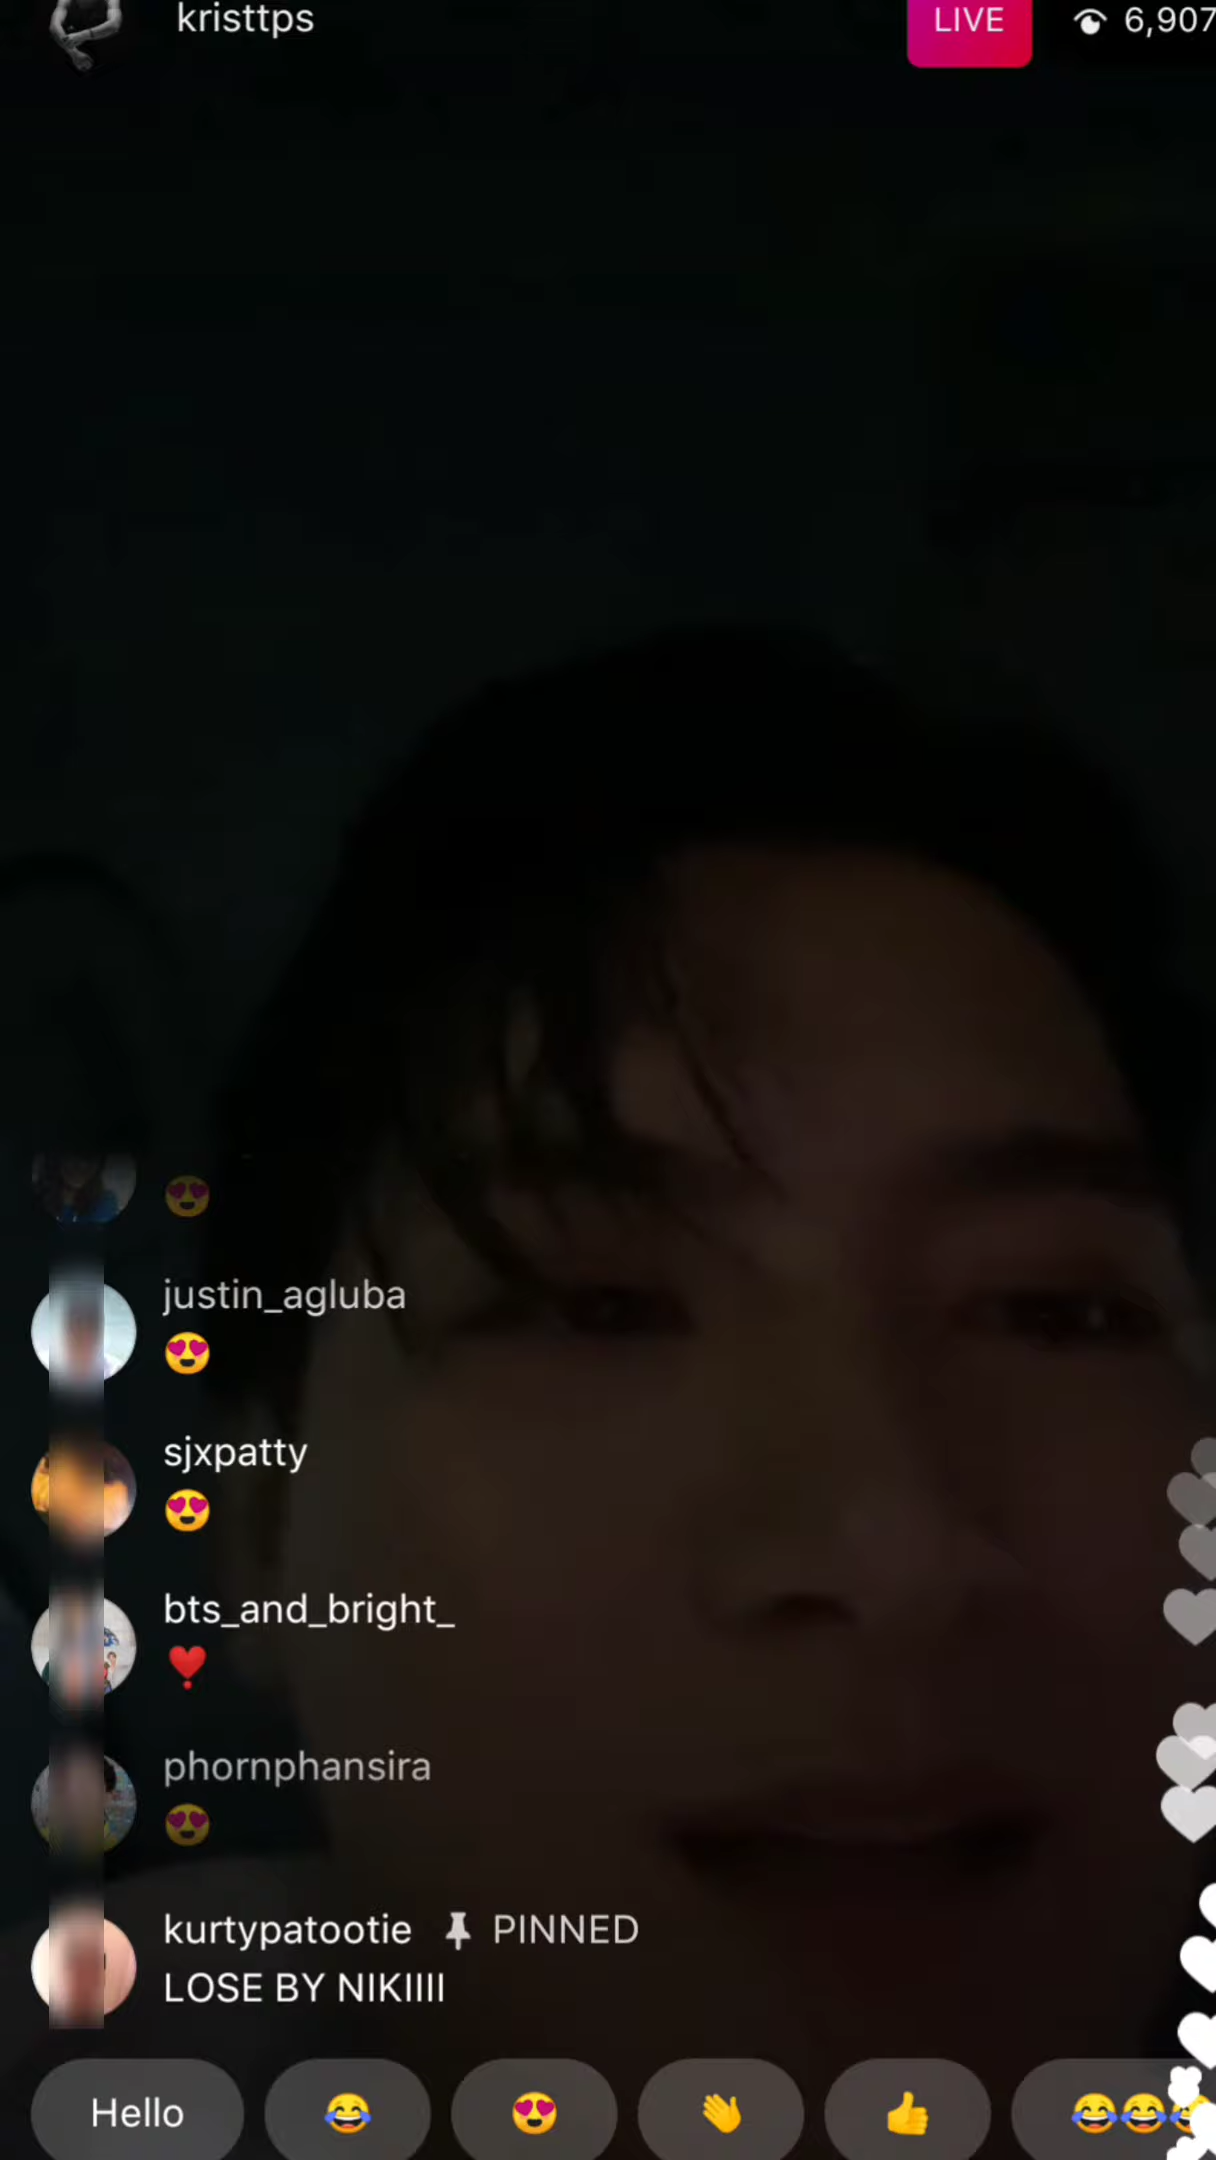 kristtps
LIVE
6,907
😍
justin_agluba
😍
sjxpatty
😍
bts_and_bright_
❣️
phornphansira
😍
kurtypatootie PINNED
LOSE BY NIKIIII
Hello 😂 😍 👋 👍 😂😂😂